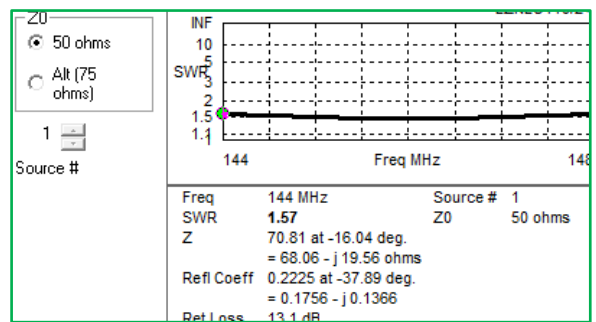 Z0
50 ohms
Alt (75
ohms)
1
Source #
INF
10
5
SWR
3
2
1.5
1.1
1
144
Freq MHz
148
Freq 144 MHz Source # 1
SWR 1.57 Z0 50 ohms
Z 70.81 at -16.04 deg.
= 68.06 - j 19.56 ohms
Refl Coeff 0.2225 at -37.89 deg.
= 0.1756 - j 0.1366
Ret Loss 13.1 dB